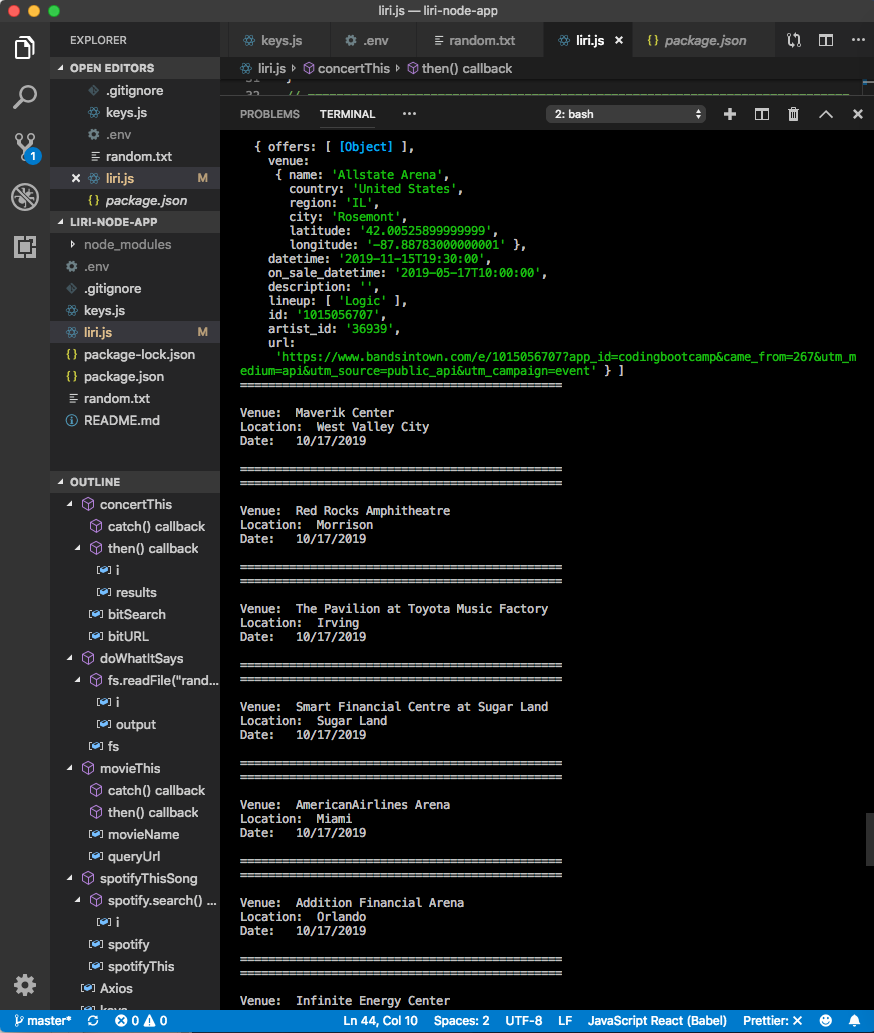 liri.js — liri-node-app
EXPLORER
OPEN EDITORS
.gitignore
keys.js
.env
random.txt
liri.js M
package.json
LIRI-NODE-APP
node_modules
.env
.gitignore
keys.js
liri.js M
package-lock.json
package.json
random.txt
README.md
OUTLINE
concertThis
catch() callback
then() callback
i
results
bitSearch
bitURL
doWhatItSays
fs.readFile("rand...
i
output
fs
movieThis
catch() callback
then() callback
movieName
queryUrl
spotifyThisSong
spotify.search() ...
i
spotify
spotifyThis
Axios
keys
1
keys.js .env random.txt liri.js package.json
liri.js concertThis then() callback
PROBLEMS TERMINAL 2: bash
{ offers: [ [Object] ],
venue:
{ name: 'Allstate Arena',
country: 'United States',
region: 'IL',
city: 'Rosemont',
latitude: '42.00525899999999',
longitude: '-87.88783000000001' },
datetime: '2019-11-15T19:30:00',
on_sale_datetime: '2019-05-17T10:00:00',
description: '',
lineup: [ 'Logic' ],
id: '1015056707',
artist_id: '36939',
url:
'https://www.bandsintown.com/e/1015056707?app_id=codingbootcamp&came_from=267&utm_m
edium=api&utm_source=public_api&utm_campaign=event' } ]
==============================================
Venue: Maverik Center
Location: West Valley City
Date: 10/17/2019
==============================================
==============================================
Venue: Red Rocks Amphitheatre
Location: Morrison
Date: 10/17/2019
==============================================
==============================================
Venue: The Pavilion at Toyota Music Factory
Location: Irving
Date: 10/17/2019
==============================================
==============================================
Venue: Smart Financial Centre at Sugar Land
Location: Sugar Land
Date: 10/17/2019
==============================================
==============================================
Venue: AmericanAirlines Arena
Location: Miami
Date: 10/17/2019
==============================================
==============================================
Venue: Addition Financial Arena
Location: Orlando
Date: 10/17/2019
==============================================
==============================================
Venue: Infinite Energy Center
master* 0 0 Ln 44, Col 10 Spaces: 2 UTF-8 LF JavaScript React (Babel) Prettier: ✕